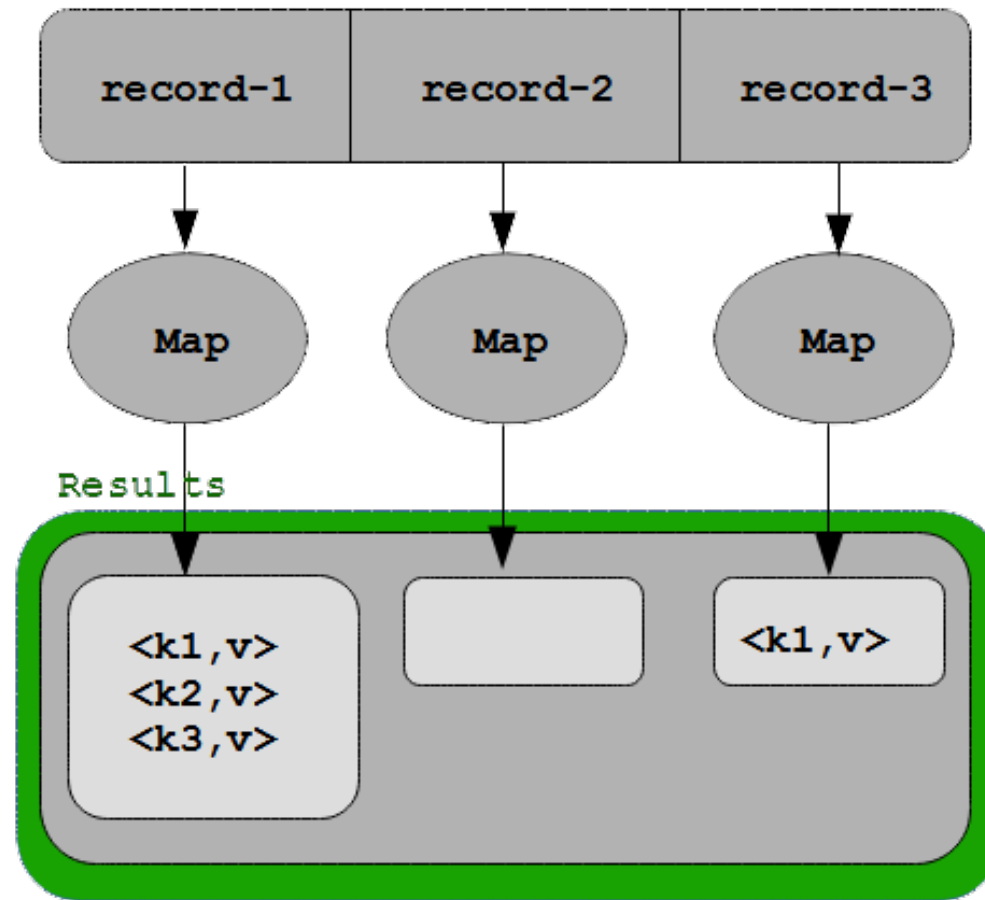 record-1 record-2 record-3
Map Map Map
Results
<k1,v> <k1,v>
<k2,v>
<k3,v>